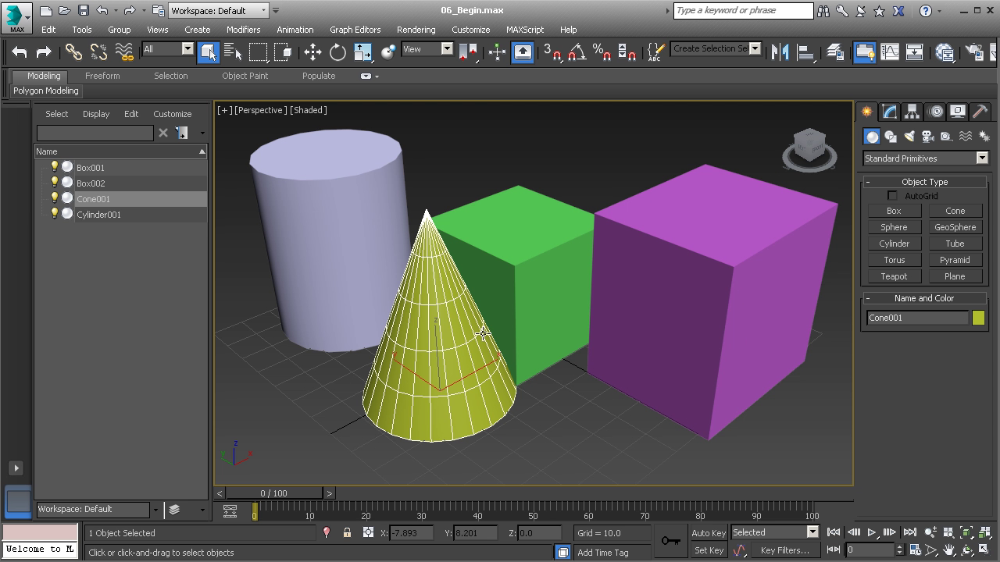 Workspace: Default
06_Begin.max
Type a keyword or phrase
MAX
Edit Tools Group Views Create Modifiers Animation Graph Editors Rendering Customize MAXScript Help
All
View
3
Create Selection Se
ABC
Modeling Freeform Selection Object Paint Populate
Polygon Modeling
Select Display Edit Customize
Name
Box001
Box002
Cone001
Cylinder001
[+] [Perspective] [Shaded]
z
z
x
Y
Standard Primitives
- Object Type
AutoGrid
Box Cone
Sphere GeoSphere
Cylinder Tube
Torus Pyramid
Teapot Plane
- Name and Color
Cone001
< 0 / 100 >
Workspace: Default
0 10 20 30 40 50 60 70 80 90 100
1 Object Selected
X: -7.893 Y: 8.201 Z: 0.0
Grid = 10.0
Auto Key Selected
Welcome to M
Click or click-and-drag to select objects
Add Time Tag
Set Key Key Filters...
0